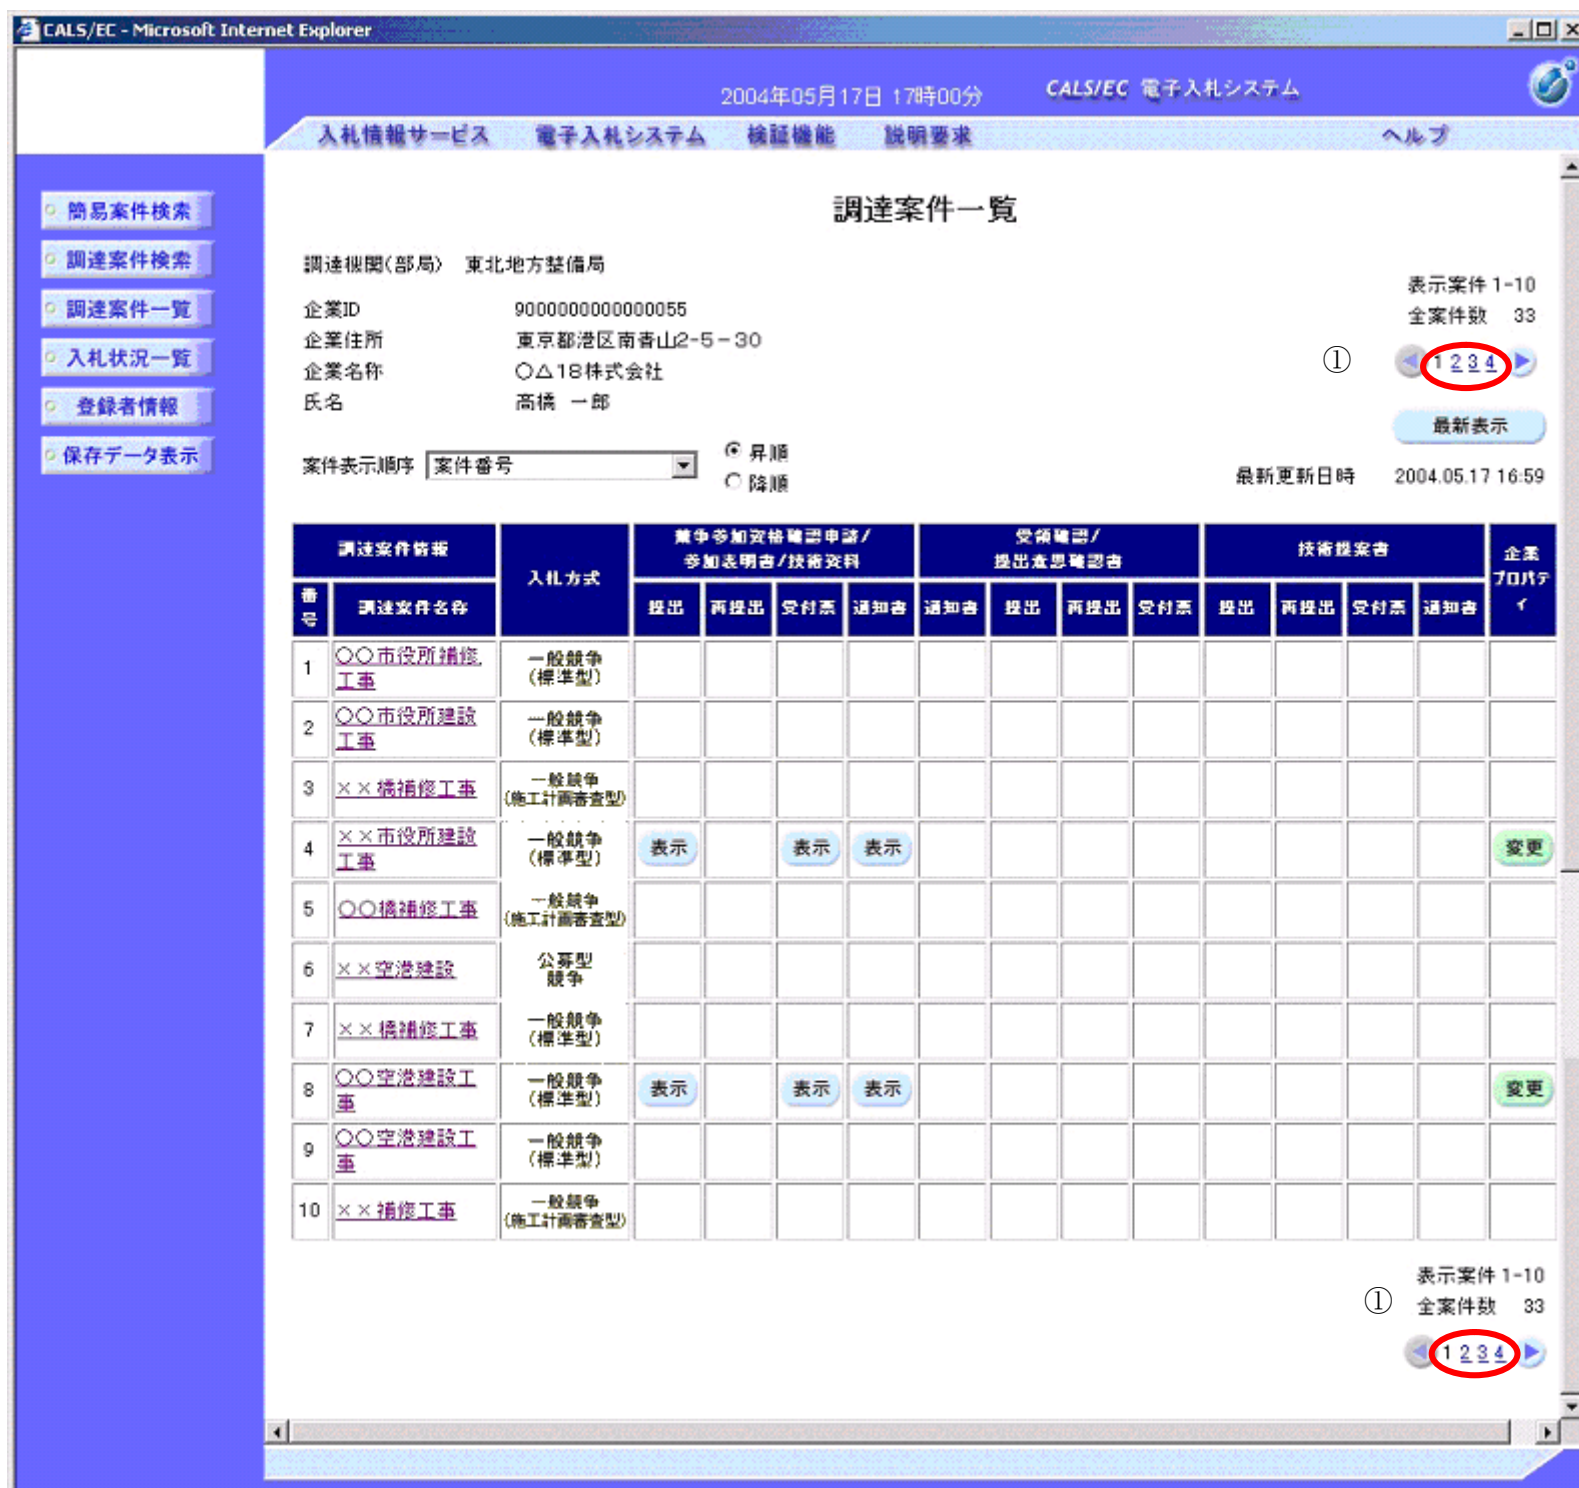 CALS/EC - Microsoft Internet Explorer
2004年05月17日 17時00分
CALS/EC 電子入札システム
入札情報サービス 電子入札システム 検証機能 説明要求 ヘルプ
簡易案件検索
調達案件検索
調達案件一覧
入札状況一覧
登録者情報
保存データ表示
調達案件一覧
調達機関(部局) 東北地方整備局
企業ID 9000000000000055
企業住所 東京都港区南青山2-5-30
企業名称 ○△18株式会社
氏名 高橋 一郎
表示案件 1-10
全案件数 33
① 1 2 3 4
最新表示
案件表示順序 案件番号
昇順
降順
最新更新日時 2004.05.17 16:59
調達案件情報 入札方式 競争参加資格確認申請/参加表明書/技術資料 受領確認/提出意思確認書 技術提案書 企業プロパティ
番号 調達案件名称 提出 再提出 受付票 通知書 通知書 提出 再提出 受付票 提出 再提出 受付票 通知書
1 ○○市役所補修工事 一般競争(標準型)
2 ○○市役所建設工事 一般競争(標準型)
3 ××橋補修工事 一般競争(施工計画審査型)
4 ××市役所建設工事 一般競争(標準型) 表示 表示 表示 変更
5 ○○橋補修工事 一般競争(施工計画審査型)
6 ××空港建設 公募型競争
7 ××橋補修工事 一般競争(標準型)
8 ○○空港建設工事 一般競争(標準型) 表示 表示 表示 変更
9 ○○空港建設工事 一般競争(標準型)
10 ××補修工事 一般競争(施工計画審査型)
表示案件 1-10
① 全案件数 33
1 2 3 4